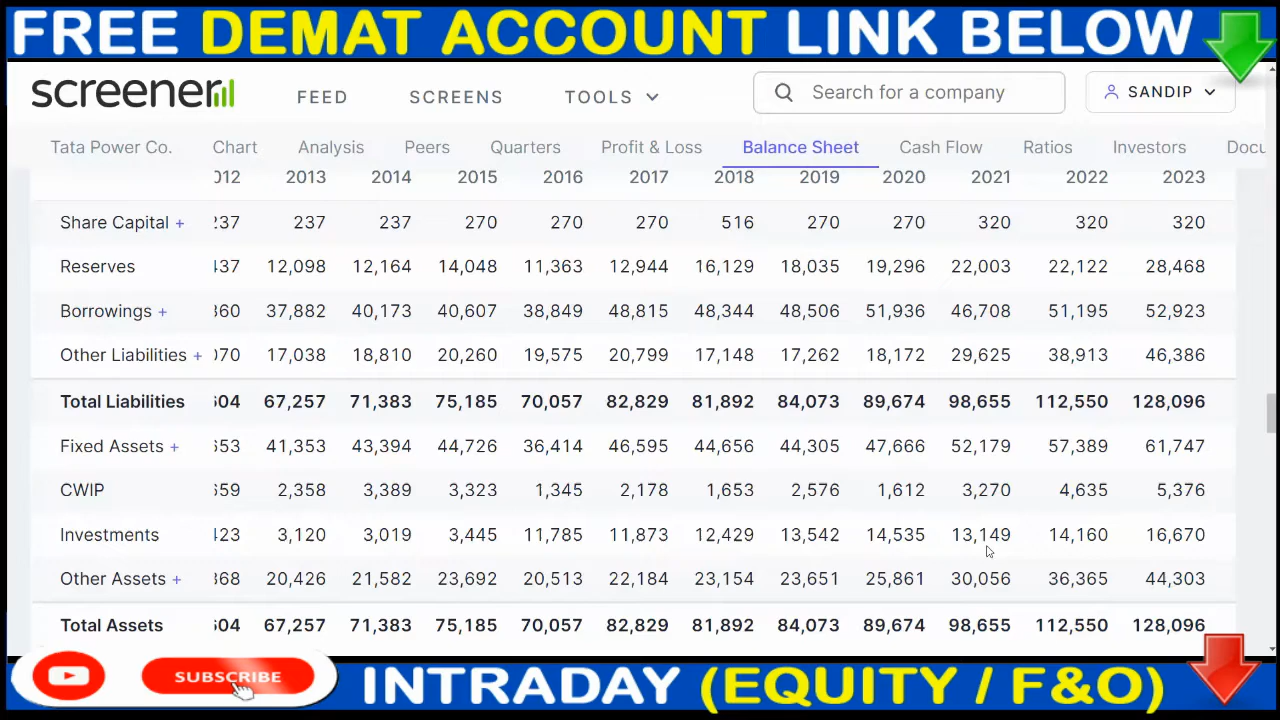 FREE DEMAT ACCOUNT LINK BELOW
screener FEED SCREENS TOOLS Search for a company SANDIP
Tata Power Co. Chart Analysis Peers Quarters Profit & Loss Balance Sheet Cash Flow Ratios Investors Docu
012 2013 2014 2015 2016 2017 2018 2019 2020 2021 2022 2023
Share Capital + 237 237 237 270 270 270 516 270 270 320 320 320
Reserves 437 12,098 12,164 14,048 11,363 12,944 16,129 18,035 19,296 22,003 22,122 28,468
Borrowings + 360 37,882 40,173 40,607 38,849 48,815 48,344 48,506 51,936 46,708 51,195 52,923
Other Liabilities + 070 17,038 18,810 20,260 19,575 20,799 17,148 17,262 18,172 29,625 38,913 46,386
Total Liabilities 604 67,257 71,383 75,185 70,057 82,829 81,892 84,073 89,674 98,655 112,550 128,096
Fixed Assets + 653 41,353 43,394 44,726 36,414 46,595 44,656 44,305 47,666 52,179 57,389 61,747
CWIP 659 2,358 3,389 3,323 1,345 2,178 1,653 2,576 1,612 3,270 4,635 5,376
Investments 423 3,120 3,019 3,445 11,785 11,873 12,429 13,542 14,535 13,149 14,160 16,670
Other Assets + 368 20,426 21,582 23,692 20,513 22,184 23,154 23,651 25,861 30,056 36,365 44,303
Total Assets 604 67,257 71,383 75,185 70,057 82,829 81,892 84,073 89,674 98,655 112,550 128,096
SUBSCRIBE INTRADAY (EQUITY / F&O)